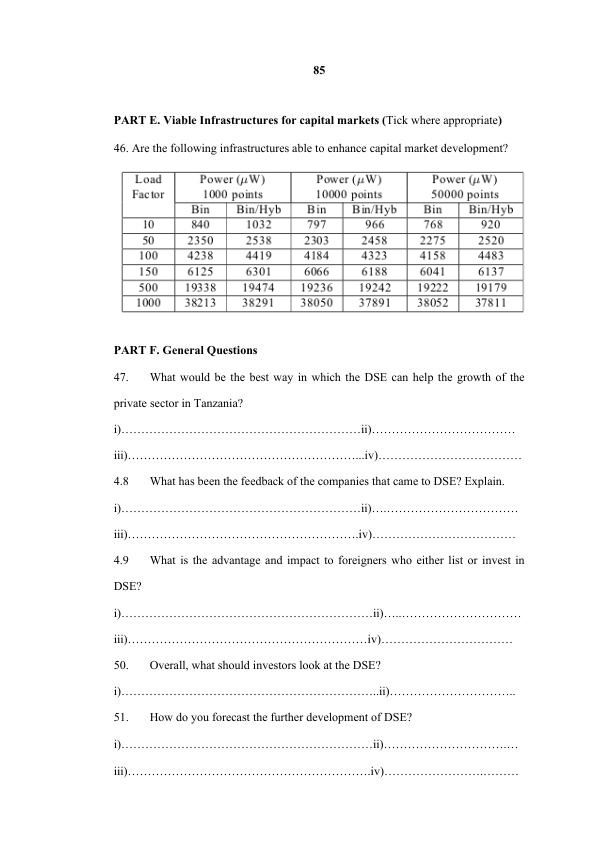 85
PART E. Viable Infrastructures for capital markets (Tick where appropriate)
46. Are the following infrastructures able to enhance capital market development?
Load Factor Power (μW) 1000 points Power (μW) 10000 points Power (μW) 50000 points
Bin Bin/Hyb Bin Bin/Hyb Bin Bin/Hyb
10 840 1032 797 966 768 920
50 2350 2538 2303 2458 2275 2520
100 4238 4419 4184 4323 4158 4483
150 6125 6301 6066 6188 6041 6137
500 19338 19474 19236 19242 19222 19179
1000 38213 38291 38050 37891 38052 37811
PART F. General Questions
47. What would be the best way in which the DSE can help the growth of the
private sector in Tanzania?
i)……………………………………………………ii)………………………………
iii)…………………………………………………...iv)………………………………
4.8 What has been the feedback of the companies that came to DSE? Explain.
i)……………………………………………………ii)….……………………………
iii)………………………………………………….iv)………………………………
4.9 What is the advantage and impact to foreigners who either list or invest in
DSE?
i)………………………………………………………ii)…..…………………………
iii)……………………………………………………iv)……………………………
50. Overall, what should investors look at the DSE?
i)………………………………………………………..ii)…………………………..
51. How do you forecast the further development of DSE?
i)………………………………………………………ii)………………………….…
iii)…………………………………………………….iv)…………………….………